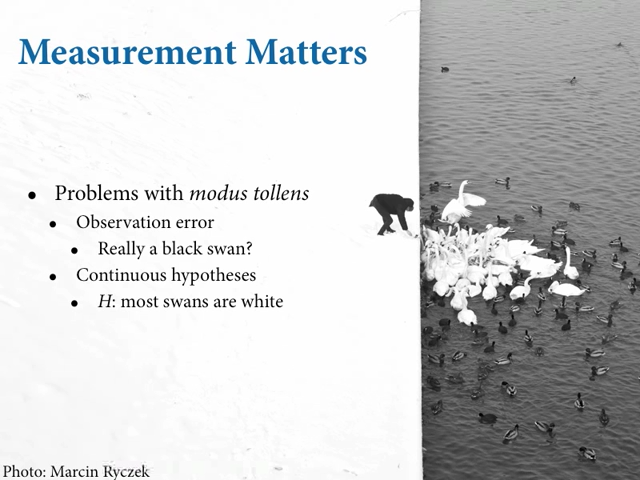 Measurement Matters
• Problems with modus tollens
• Observation error
• Really a black swan?
• Continuous hypotheses
• H: most swans are white
Photo: Marcin Ryczek